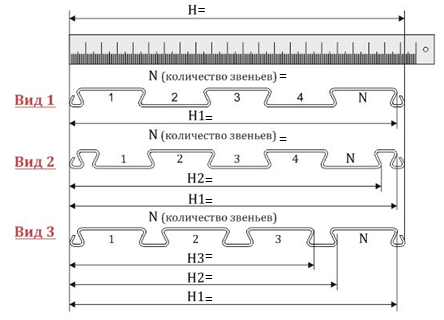 H=
N (количество звеньев) =
Вид 1
1 2 3 4 N
H1=
N (количество звеньев) =
Вид 2
1 2 3 4 N
H2=
H1=
N (количество звеньев)
Вид 3
1 2 3 N
H3=
H2=
H1=